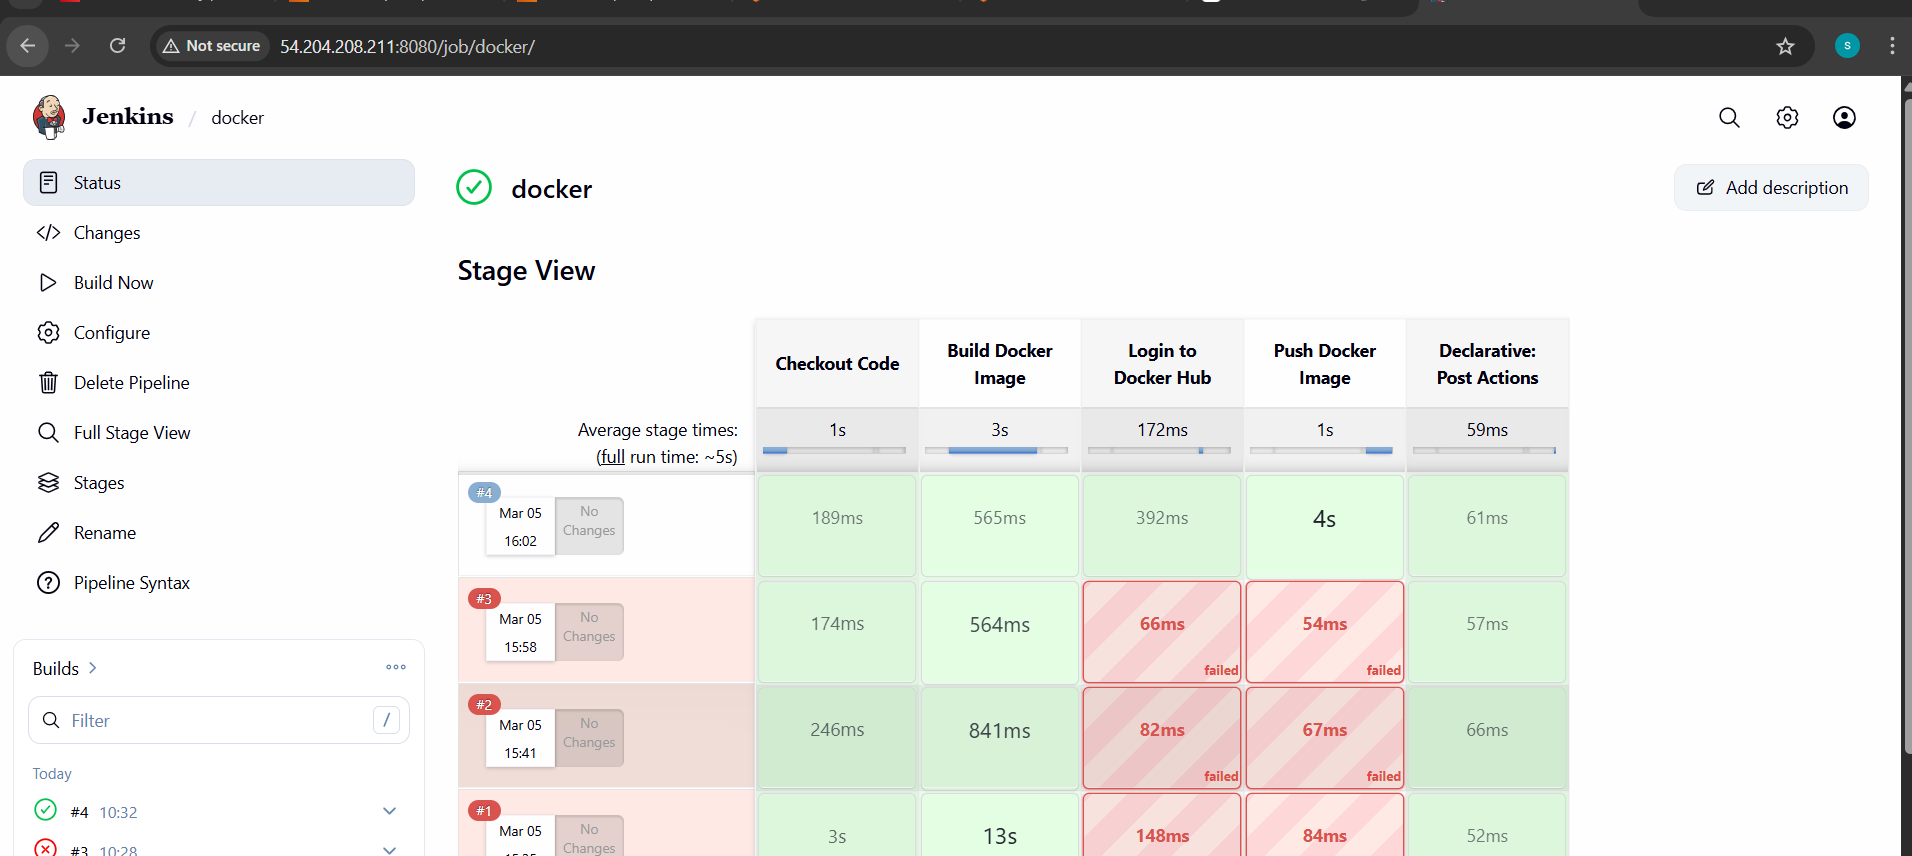 Not secure
54.204.208.211:8080/job/docker/
S
Jenkins / docker
Status
Changes
Build Now
Configure
Delete Pipeline
Full Stage View
Stages
Rename
Pipeline Syntax
Builds
Filter
/
Today
#4 10:32
#3 10:28
docker
Add description
Stage View
Checkout Code
Build Docker
Image
Login to
Docker Hub
Push Docker
Image
Declarative:
Post Actions
Average stage times:
(full run time: ~5s)
1s
3s
172ms
1s
59ms
#4
Mar 05
16:02
No
Changes
189ms
565ms
392ms
4s
61ms
#3
Mar 05
15:58
No
Changes
174ms
564ms
66ms
failed
54ms
failed
57ms
#2
Mar 05
15:41
No
Changes
246ms
841ms
82ms
failed
67ms
failed
66ms
#1
Mar 05
No
Changes
3s
13s
148ms
84ms
52ms